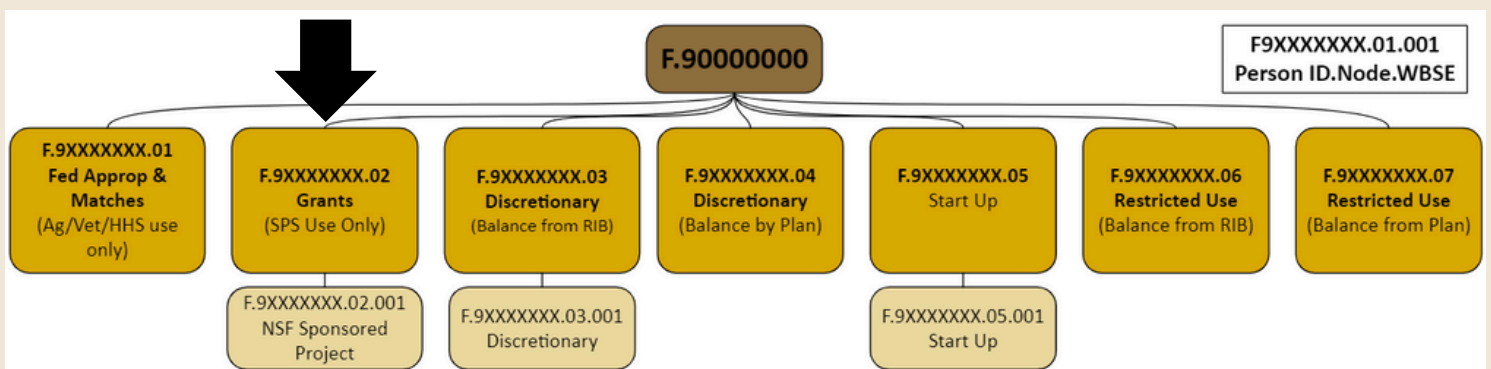 F.90000000
F9XXXXXXX.01.001
Person ID.Node.WBSE
F.9XXXXXXX.01
Fed Approp &
Matches
(Ag/Vet/HHS use
only)
F.9XXXXXXX.02
Grants
(SPS Use Only)
F.9XXXXXXX.03
Discretionary
(Balance from RIB)
F.9XXXXXXX.04
Discretionary
(Balance by Plan)
F.9XXXXXXX.05
Start Up
F.9XXXXXXX.06
Restricted Use
(Balance from RIB)
F.9XXXXXXX.07
Restricted Use
(Balance from Plan)
F.9XXXXXXX.02.001
NSF Sponsored
Project
F.9XXXXXXX.03.001
Discretionary
F.9XXXXXXX.05.001
Start Up